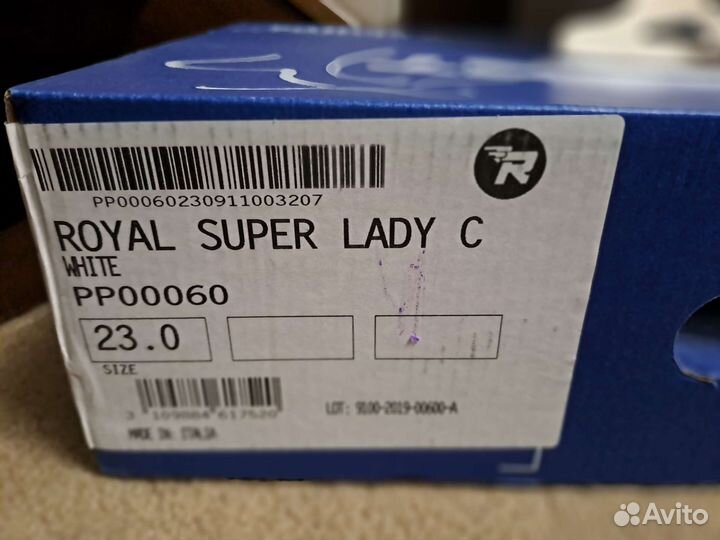 R
PP00060230911003207
ROYAL SUPER LADY C
WHITE
PP00060
23.0
SIZE
3 109884 617520
LOT: 9100-2019-00600-A
MADE IN: ITALIA
Avito